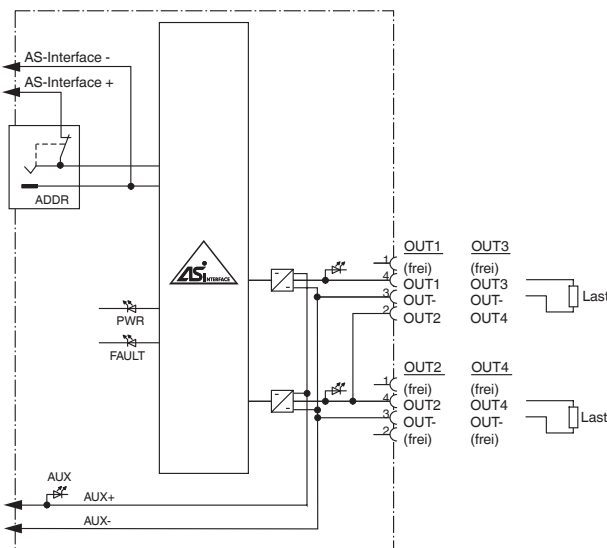 AS-Interface -
AS-Interface +
ADDR
ASi INTERFACE
PWR
FAULT
OUT1 OUT3
1 (frei) (frei)
4 OUT1 OUT3
3 OUT- OUT-
2 OUT2 OUT4
Last
OUT2 OUT4
1 (frei) (frei)
4 OUT2 OUT4
3 OUT- OUT-
2 (frei) (frei)
Last
AUX
AUX+
AUX-